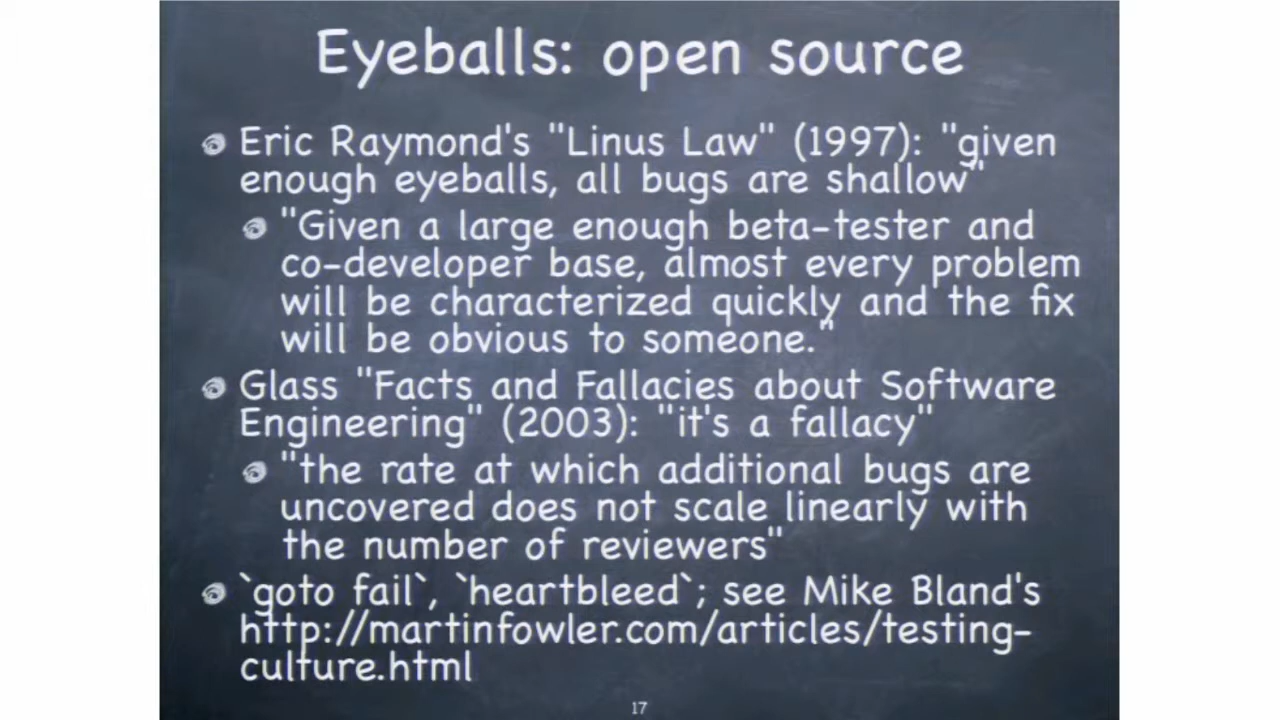 Eyeballs: open source
Eric Raymond's "Linus Law" (1997): "given
enough eyeballs, all bugs are shallow"
"Given a large enough beta-tester and
co-developer base, almost every problem
will be characterized quickly and the fix
will be obvious to someone."
Glass "Facts and Fallacies about Software
Engineering" (2003): "it's a fallacy"
"the rate at which additional bugs are
uncovered does not scale linearly with
the number of reviewers"
`goto fail`, `heartbleed`; see Mike Bland's
http://martinfowler.com/articles/testing-
culture.html
17